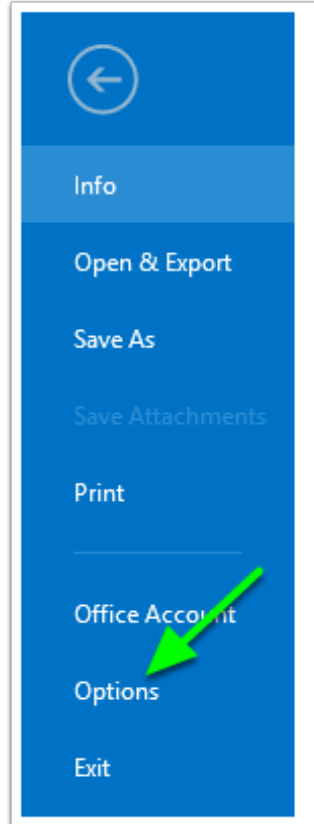 Info
Open & Export
Save As
Save Attachments
Print
Office Account
Options
Exit